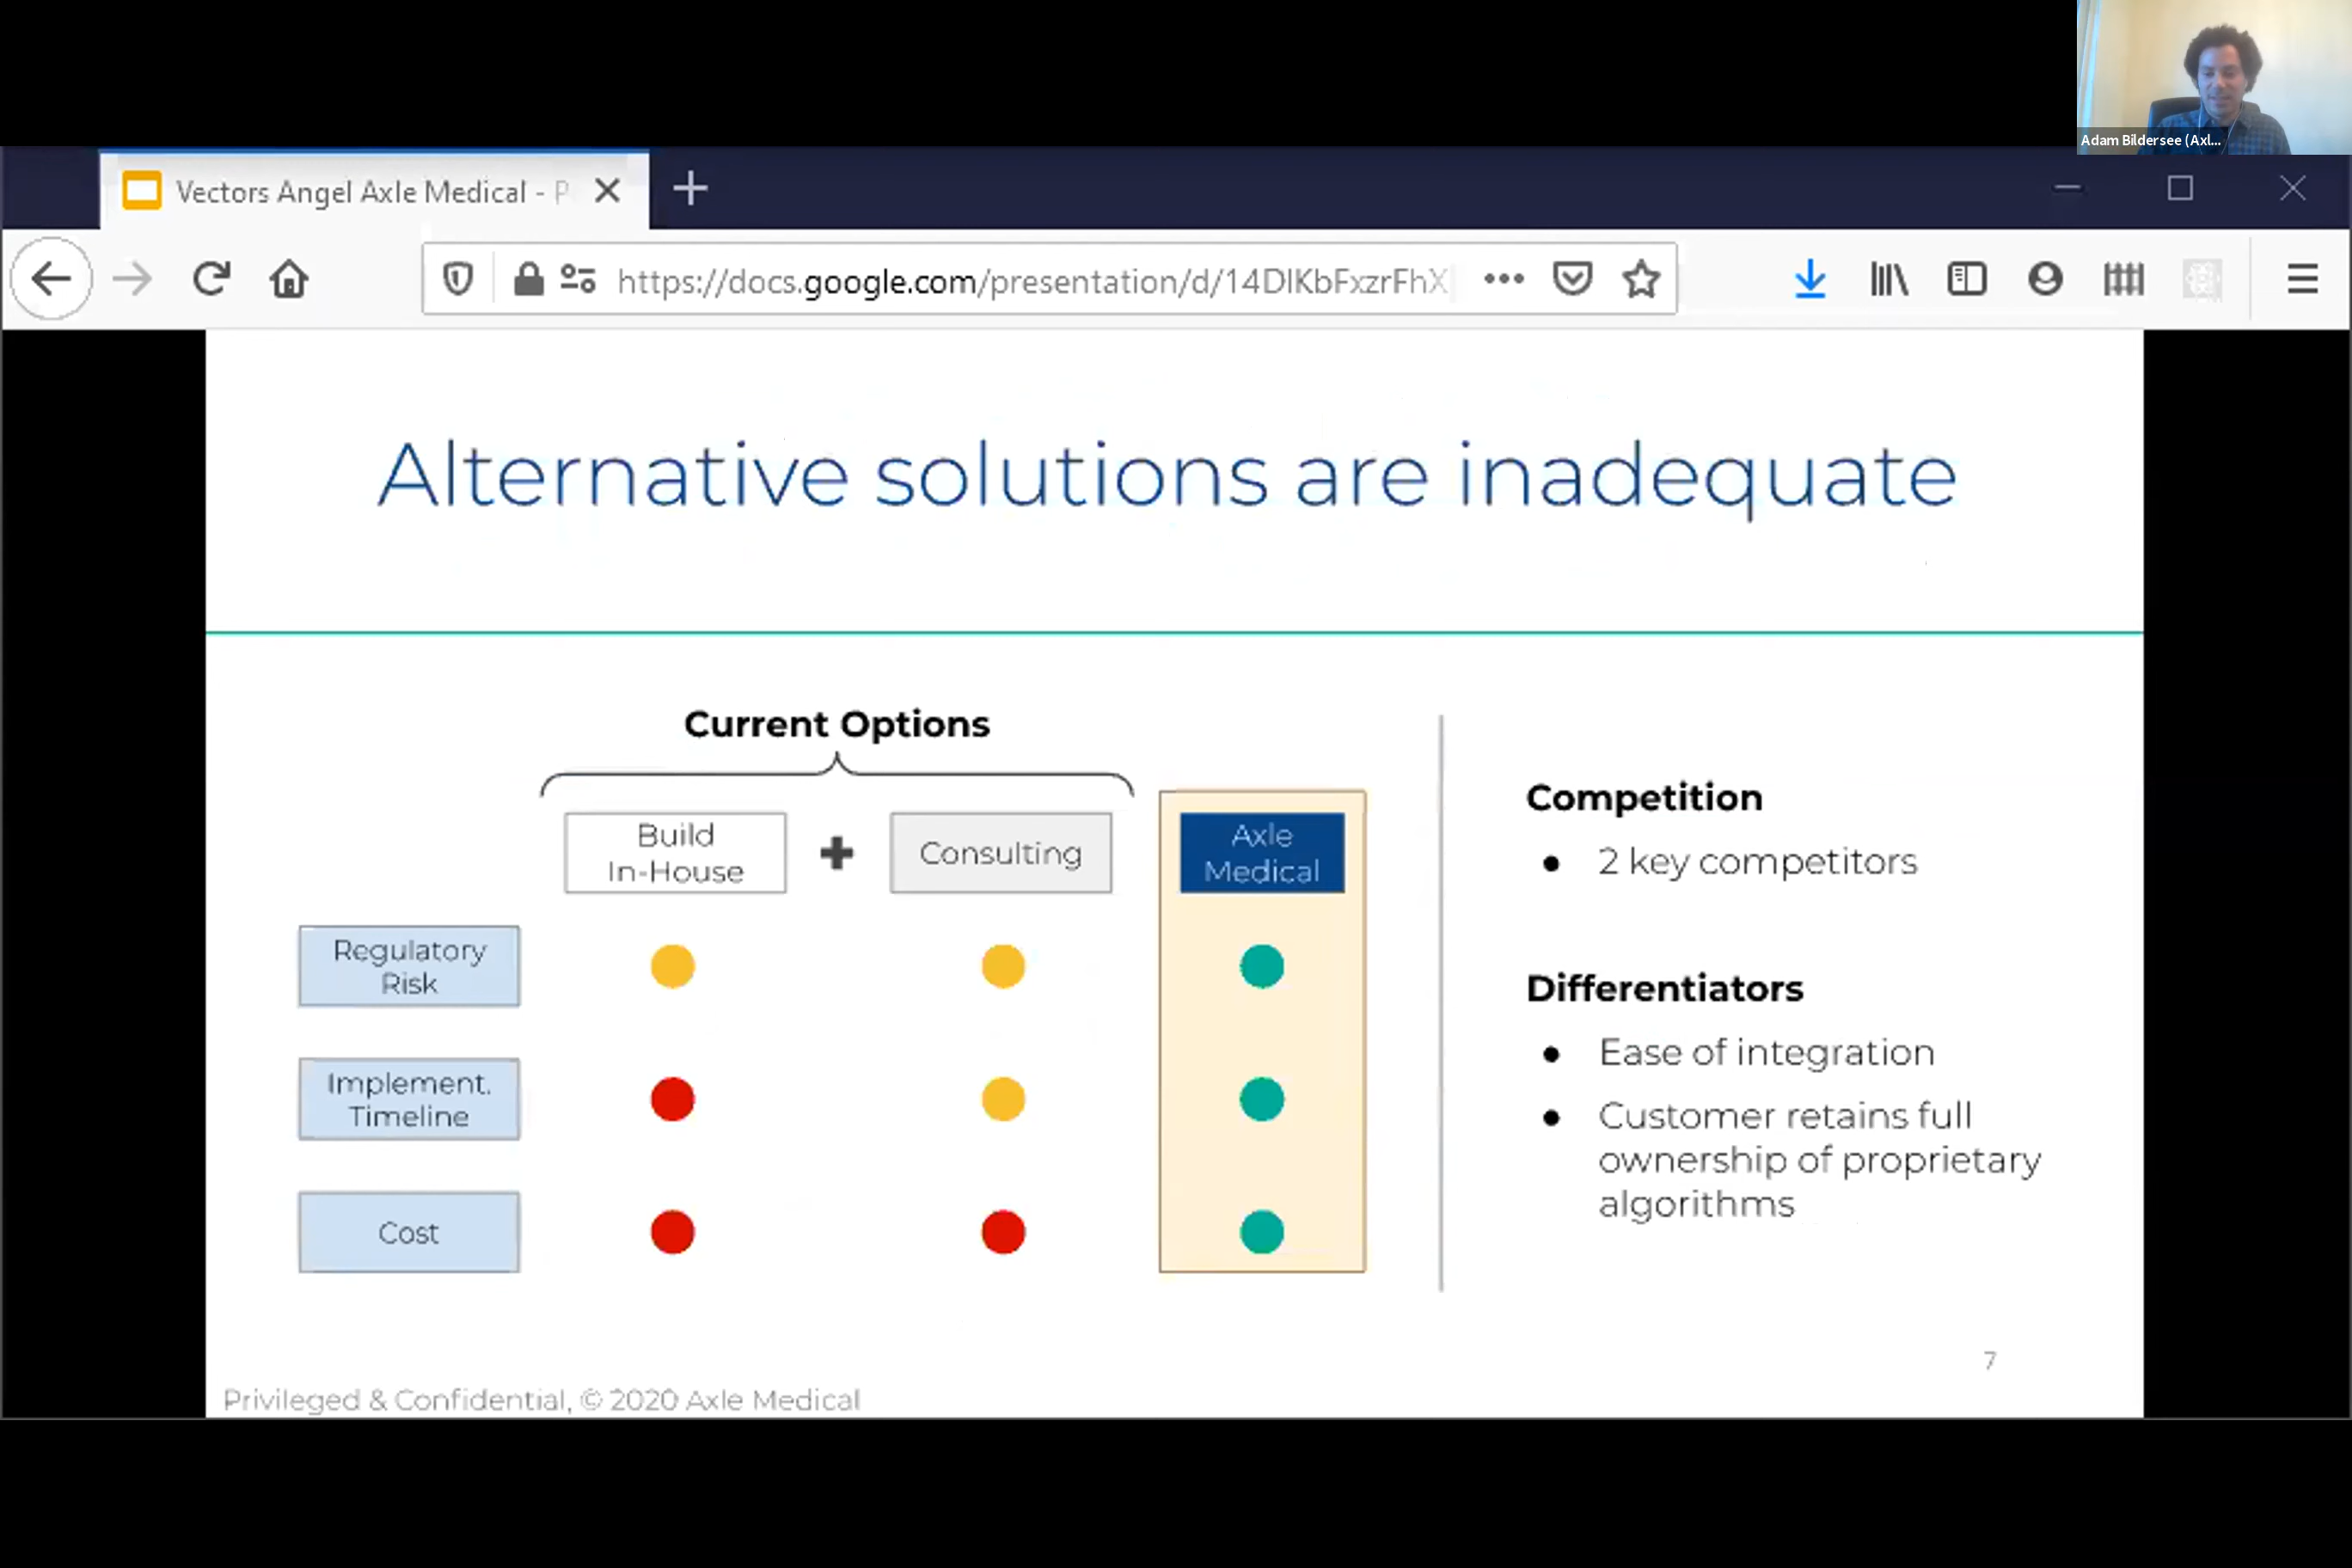 Adam Bildersee (Axl...
Vectors Angel Axle Medical - P
https://docs.google.com/presentation/d/14DlKbFxzrFhX
Alternative solutions are inadequate
Current Options
Build
In-House
Consulting
Axle
Medical
Regulatory
Risk
Implement.
Timeline
Cost
Competition
• 2 key competitors
Differentiators
• Ease of integration
• Customer retains full
ownership of proprietary
algorithms
7
Privileged & Confidential, © 2020 Axle Medical